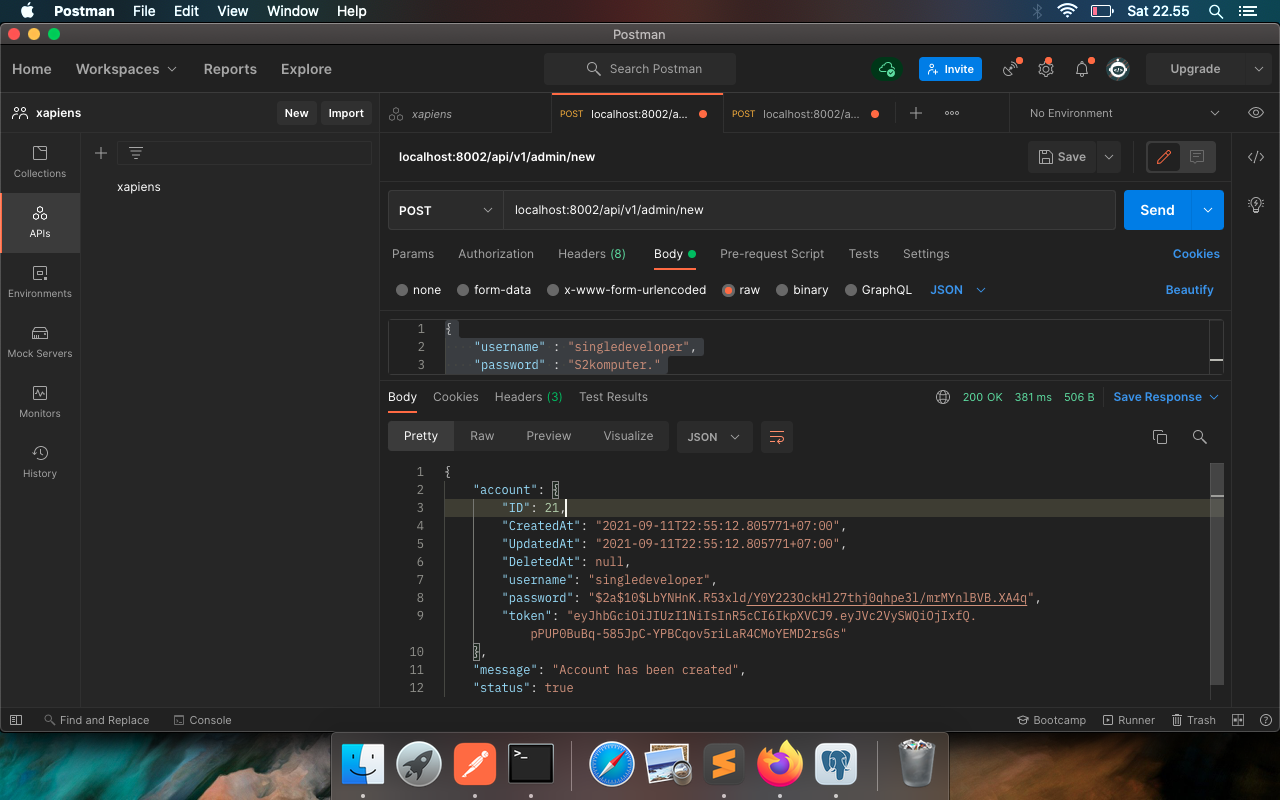 Postman File Edit View Window Help Sat 22.55
Postman
Home Workspaces Reports Explore Search Postman Invite Upgrade
xapiens New Import xapiens POST localhost:8002/a... POST localhost:8002/a... No Environment
Collections
APIs
Environments
Mock Servers
Monitors
History
xapiens
localhost:8002/api/v1/admin/new Save
POST localhost:8002/api/v1/admin/new Send
Params Authorization Headers (8) Body Pre-request Script Tests Settings Cookies
none form-data x-www-form-urlencoded raw binary GraphQL JSON Beautify
1 {
2 "username" : "singledeveloper",
3 "password" : "S2komputer."
Body Cookies Headers (3) Test Results 200 OK 381 ms 506 B Save Response
Pretty Raw Preview Visualize JSON
1 {
2 "account": {
3 "ID": 21,
4 "CreatedAt": "2021-09-11T22:55:12.805771+07:00",
5 "UpdatedAt": "2021-09-11T22:55:12.805771+07:00",
6 "DeletedAt": null,
7 "username": "singledeveloper",
8 "password": "$2a$10$LbYNHnK.R53xld/Y0Y223OckHl27thj0qhpe3l/mrMYnlBVB.XA4q",
9 "token": "eyJhbGciOiJIUzI1NiIsInR5cCI6IkpXVCJ9.eyJVc2VySWQiOjIxfQ.
pPUP0BuBq-585JpC-YPBCqov5riLaR4CMoYEMD2rsGs"
10 },
11 "message": "Account has been created",
12 "status": true
Find and Replace Console Bootcamp Runner Trash